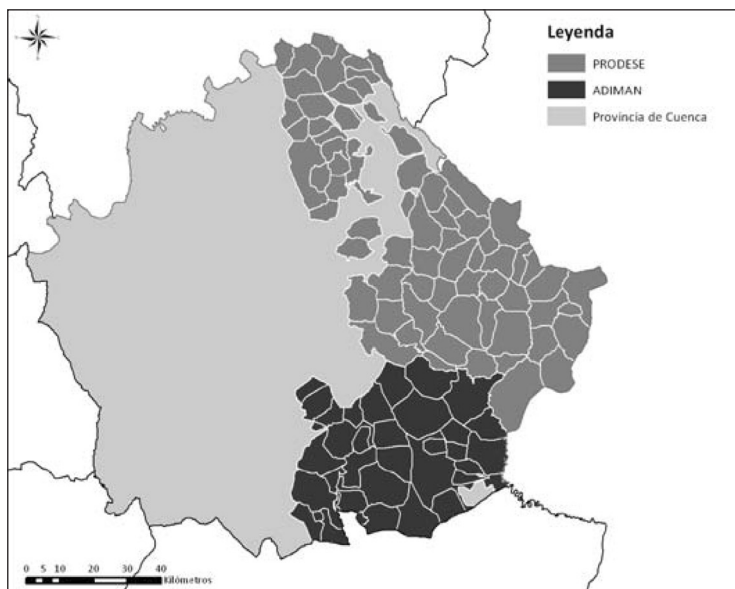 Leyenda
PRODESE
ADIMAN
Provincia de Cuenca
0 5 10 20 30 40
Kilómetros